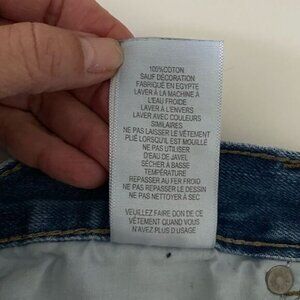 100%COTON
SAUF DÉCORATION
FABRIQUÉ EN EGYPTE
LAVER À LA MACHINE À
L'EAU FROIDE
LAVER À L'ENVERS
LAVER AVEC COULEURS
SIMILAIRES
NE PAS LAISSER LE VÊTEMENT
PLIÉ LORSQU'IL EST MOUILLÉ
NE PAS UTILISER
D'EAU DE JAVEL
SÉCHER À BASSE
TEMPÉRATURE
REPASSER AU FER FROID
NE PAS REPASSER LE DESSIN
NE PAS NETTOYER À SEC
VEUILLEZ FAIRE DON DE CE
VÊTEMENT QUAND VOUS N'EN
AVEZ PLUS D'USAGE